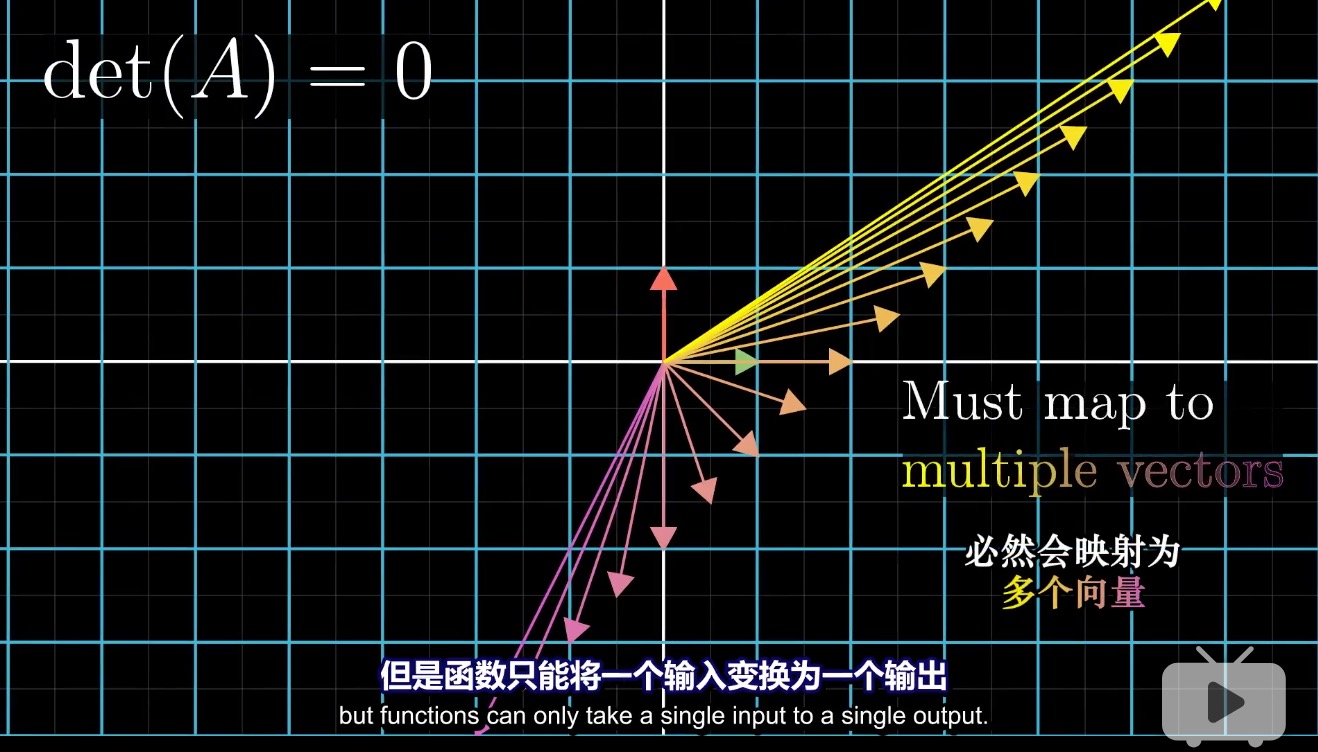 det(A) = 0
Must map to
multiple vectors
必然会映射为
多个向量
但是函数只能将一个输入变换为一个输出
but functions can only take a single input to a single output.